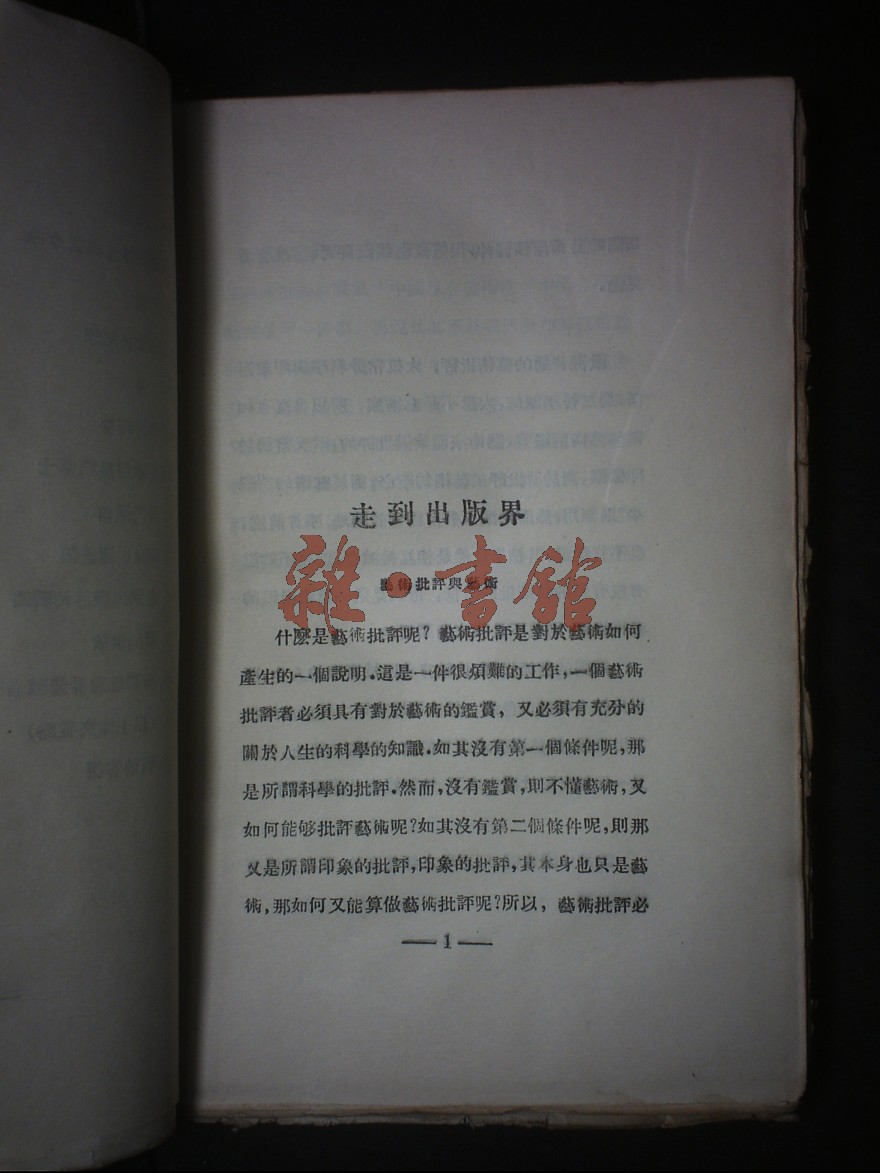 走到出版界
藝術批評與藝術
雜·書館
什麽是藝術批評呢？藝術批評是對於藝術如何
產生的一個說明．這是一件很煩難的工作，一個藝術
批評者必須具有對於藝術的鑑賞，又必須有充分的
關於人生的科學的知識．如其沒有第一個條件呢，那
是所謂科學的批評．然而，沒有鑑賞，則不懂藝術，又
如何能够批評藝術呢？如其沒有第二個條件呢，則那
又是所謂印象的批評，印象的批評，其本身也只是藝
術，那如何又能算做藝術批評呢？所以，藝術批評必
— 1 —